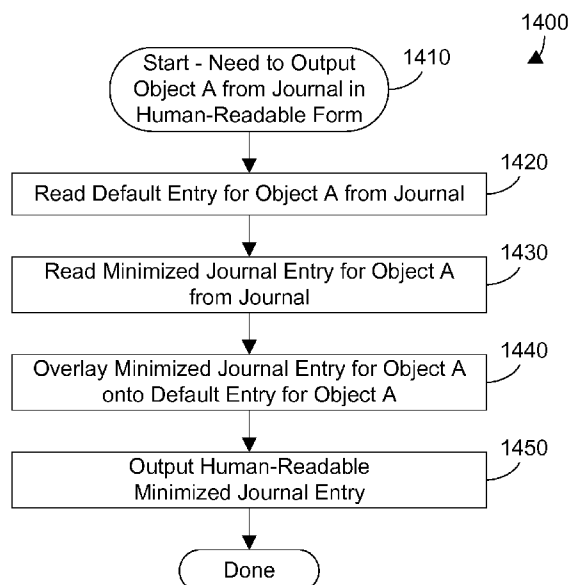 1400
Start - Need to Output
Object A from Journal in
Human-Readable Form
1410
1420
Read Default Entry for Object A from Journal
1430
Read Minimized Journal Entry for Object A
from Journal
1440
Overlay Minimized Journal Entry for Object A
onto Default Entry for Object A
1450
Output Human-Readable
Minimized Journal Entry
Done